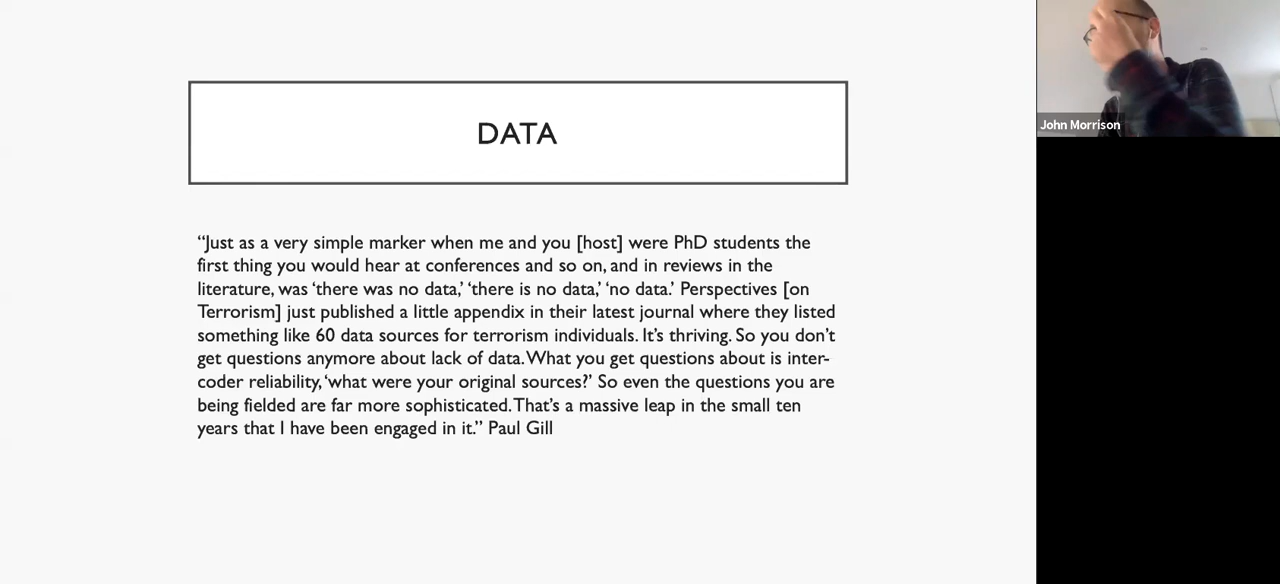 DATA
“Just as a very simple marker when me and you [host] were PhD students the
first thing you would hear at conferences and so on, and in reviews in the
literature, was ‘there was no data,’ ‘there is no data,’ ‘no data.’ Perspectives [on
Terrorism] just published a little appendix in their latest journal where they listed
something like 60 data sources for terrorism individuals. It’s thriving. So you don’t
get questions anymore about lack of data. What you get questions about is inter-
coder reliability, ‘what were your original sources?’ So even the questions you are
being fielded are far more sophisticated. That’s a massive leap in the small ten
years that I have been engaged in it.” Paul Gill
John Morrison